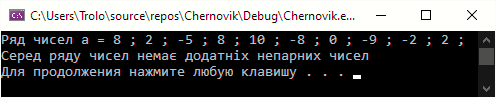 C:\Users\Trolo\source\repos\Chernovik\Debug\Chernovik.e...
Ряд чисел a = 8 ; 2 ; -5 ; 8 ; 10 ; -8 ; 0 ; -9 ; -2 ; 2 ;
Серед ряду чисел немає додатніх непарних чисел
Для продолжения нажмите любую клавишу . . .